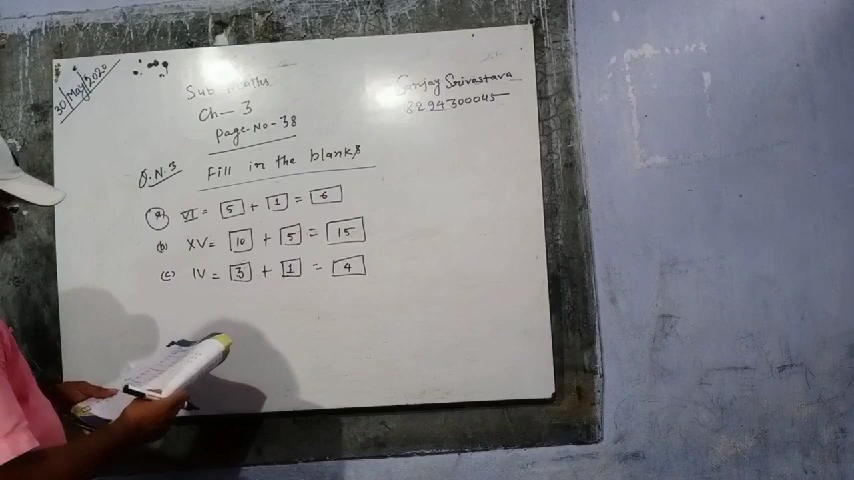 30/May/2020
Sub Maths
Ch- 3
Page-No-38
Sanjay Srivastava
8294300045
Q.N.3 Fill in the blanks
(a) VI = 5 + 1 = 6
(b) XV = 10 + 5 = 15
(c) IV = 3 + 1 = 4